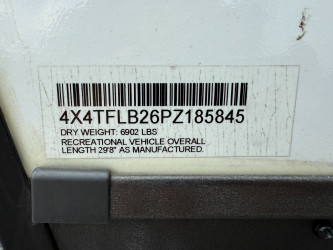 4X4TFLB26PZ185845
DRY WEIGHT: 6902 LBS
RECREATIONAL VEHICLE OVERALL
LENGTH 29'8" AS MANUFACTURED.